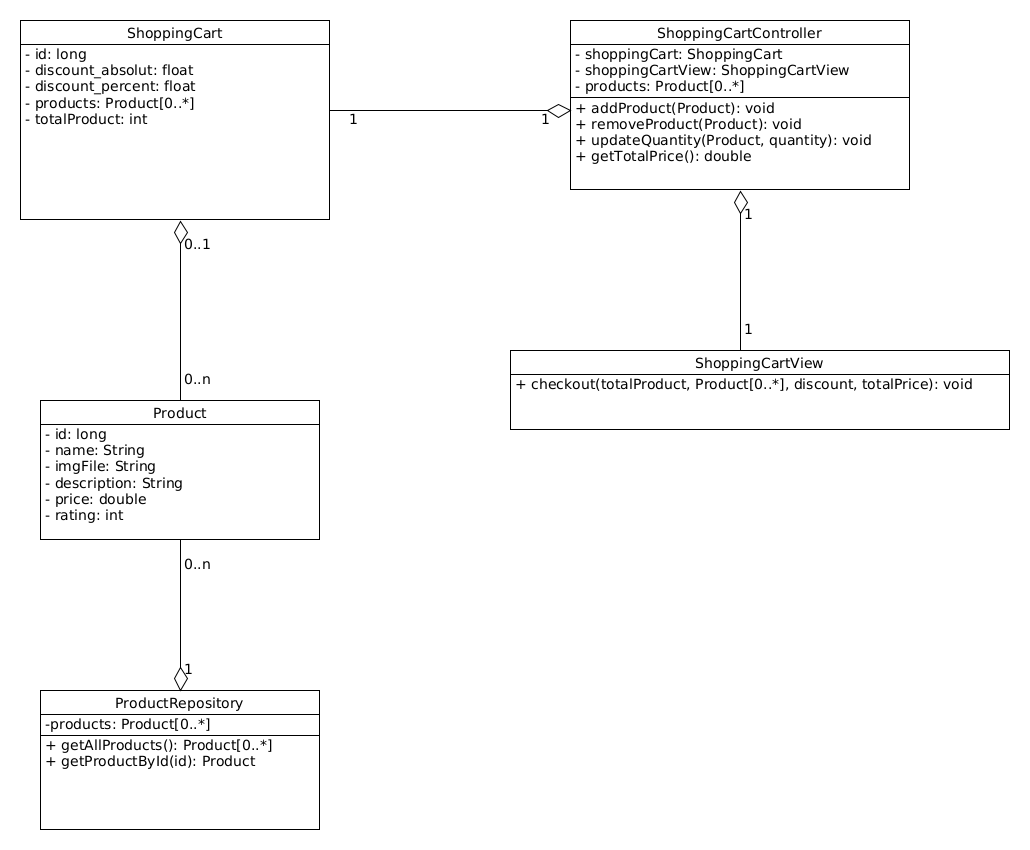 ShoppingCart
- id: long
- discount_absolut: float
- discount_percent: float
- products: Product[0..*]
- totalProduct: int
ShoppingCartController
- shoppingCart: ShoppingCart
- shoppingCartView: ShoppingCartView
- products: Product[0..*]
+ addProduct(Product): void
+ removeProduct(Product): void
+ updateQuantity(Product, quantity): void
+ getTotalPrice(): double
1
1
0..1
1
0..n
1
ShoppingCartView
+ checkout(totalProduct, Product[0..*], discount, totalPrice): void
Product
- id: long
- name: String
- imgFile: String
- description: String
- price: double
- rating: int
0..n
1
ProductRepository
-products: Product[0..*]
+ getAllProducts(): Product[0..*]
+ getProductById(id): Product